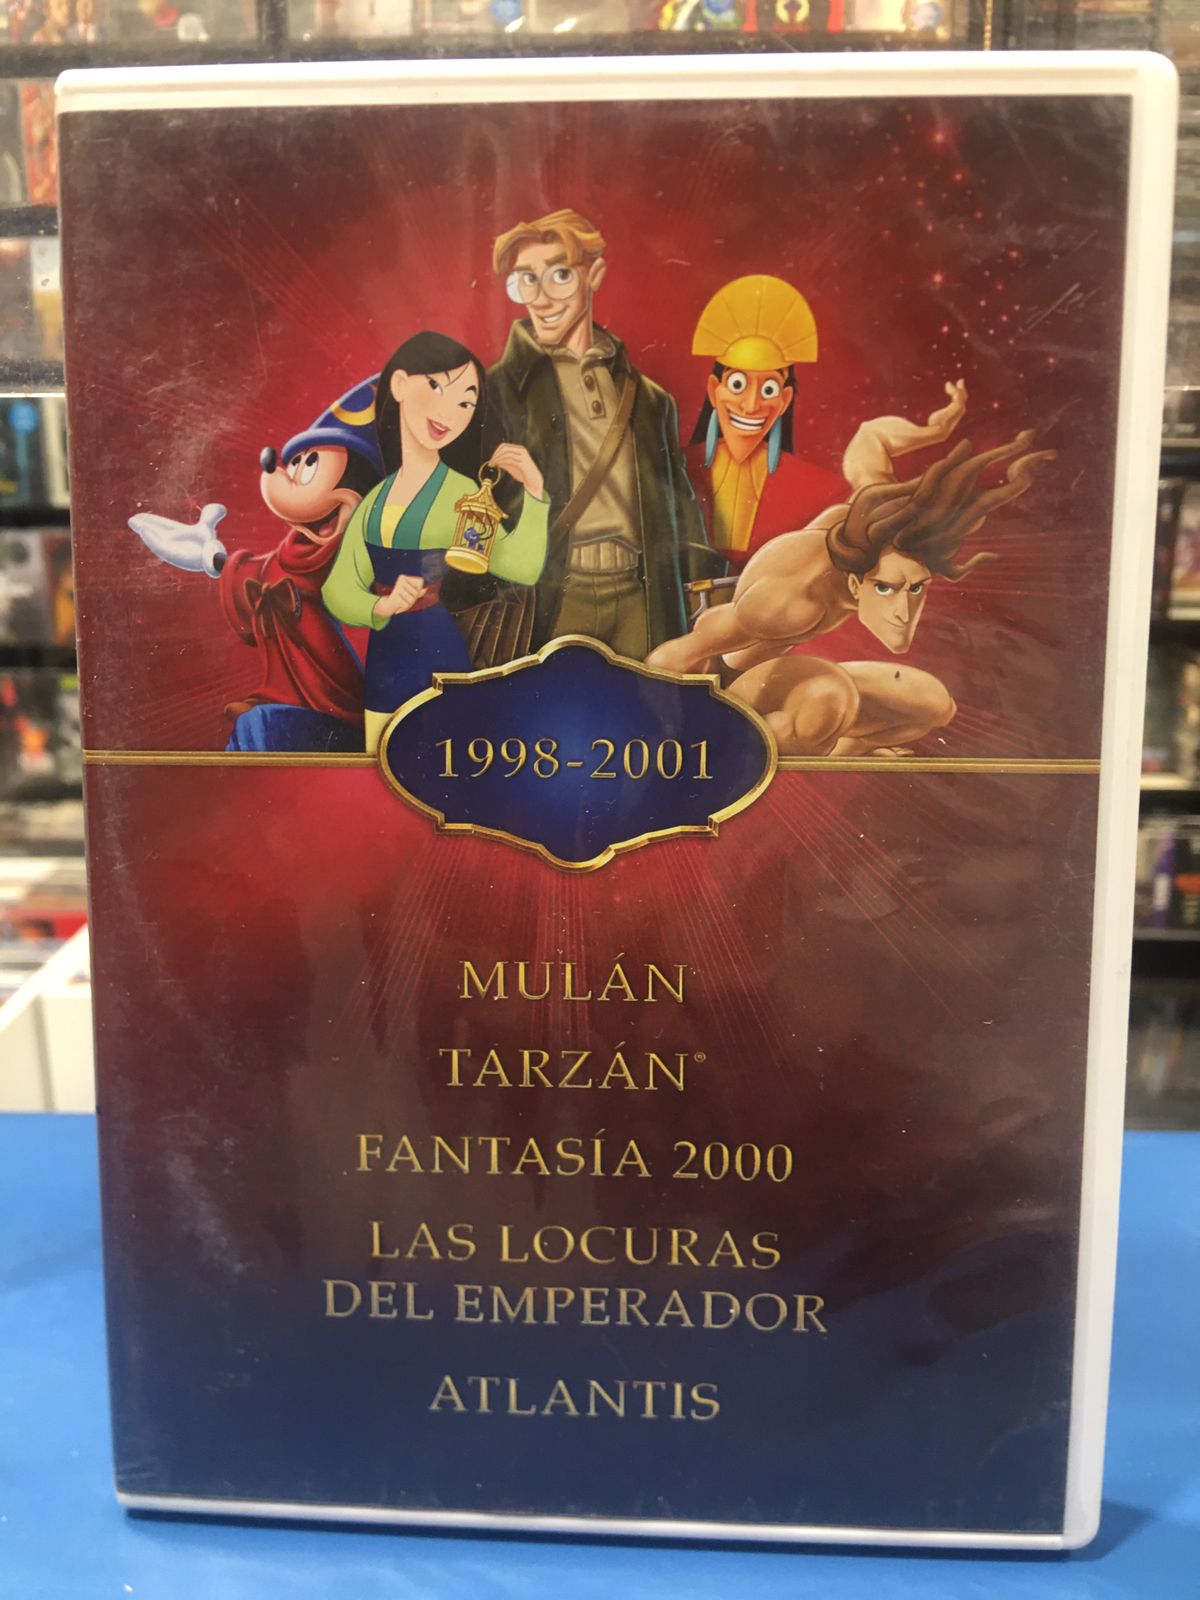 1998-2001
MULÁN
TARZÁN®
FANTASÍA 2000
LAS LOCURAS
DEL EMPERADOR
ATLANTIS